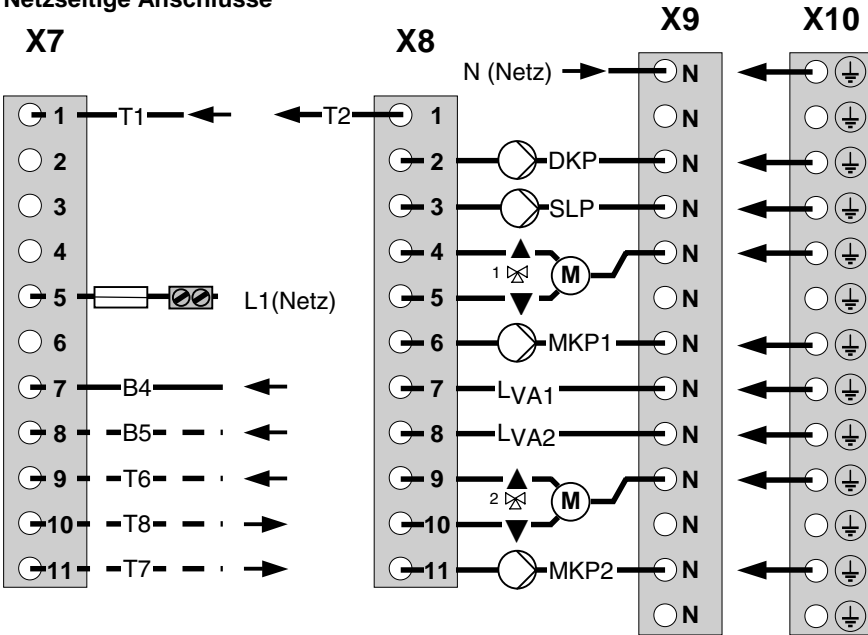 Netzseitige Anschlüsse
X7 X8 X9 X10
N (Netz) N
1 T1 T2 1 N
2 2 DKP N
3 3 SLP N
4 4 1 M N
5 L1(Netz) 5 N
6 6 MKP1 N
7 B4 7 LVA1 N
8 B5 8 LVA2 N
9 T6 9 2 M N
10 T8 10 N
11 T7 11 MKP2 N
N